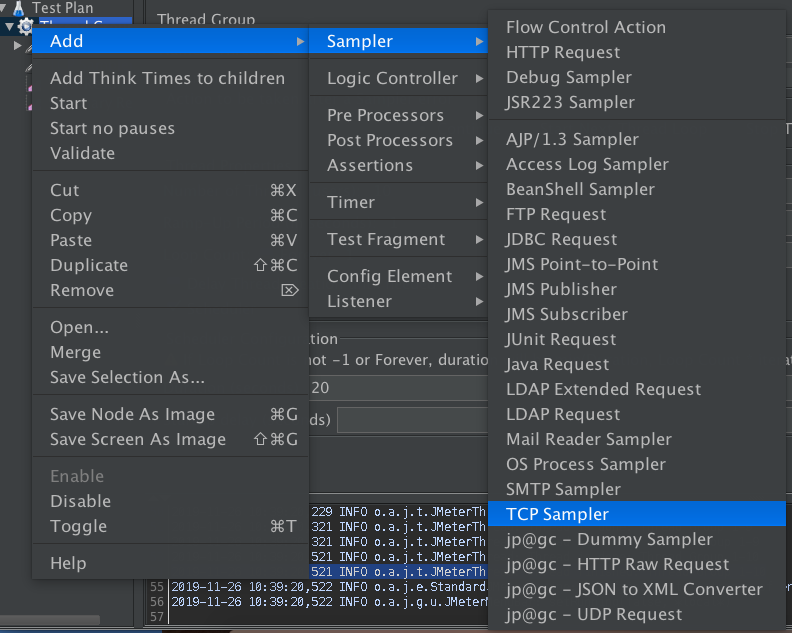 Test Plan
Thread Group
Add
Add Think Times to children
Start
Start no pauses
Validate
Cut ⌘X
Copy ⌘C
Paste ⌘V
Duplicate ⇧⌘C
Remove ⌦
Open...
Merge
Save Selection As...
Save Node As Image ⌘G
Save Screen As Image ⇧⌘G
Enable
Disable
Toggle ⌘T
Help
Sampler
Logic Controller
Pre Processors
Post Processors
Assertions
Timer
Test Fragment
Config Element
Listener
Flow Control Action
HTTP Request
Debug Sampler
JSR223 Sampler
AJP/1.3 Sampler
Access Log Sampler
BeanShell Sampler
FTP Request
JDBC Request
JMS Point-to-Point
JMS Publisher
JMS Subscriber
JUnit Request
Java Request
LDAP Extended Request
LDAP Request
Mail Reader Sampler
OS Process Sampler
SMTP Sampler
TCP Sampler
jp@gc - Dummy Sampler
jp@gc - HTTP Raw Request
jp@gc - JSON to XML Converter
jp@gc - UDP Request
not -1 or Forever, duratio
20
ds)
229 INFO o.a.j.t.JMeterTh
321 INFO o.a.j.t.JMeterTh
321 INFO o.a.j.t.JMeterTh
521 INFO o.a.j.t.JMeterTh
521 INFO o.a.j.t.JMeterTh
55 2019-11-26 10:39:20,522 INFO o.a.j.e.Standard
56 2019-11-26 10:39:20,522 INFO o.a.j.g.u.JMeterM
57